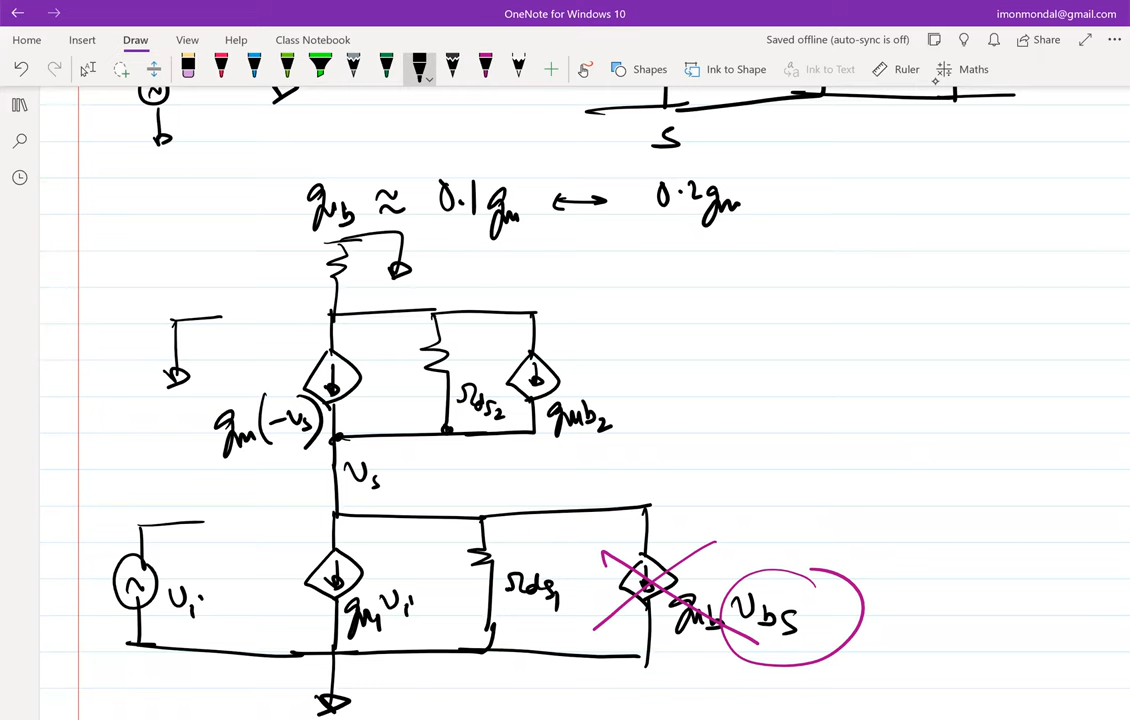 OneNote for Windows 10
imonmondal@gmail.com
Home Insert Draw View Help Class Notebook
Saved offline (auto-sync is off) Share
Shapes Ink to Shape Ink to Text Ruler Maths
S
gmb ≈ 0.1gm ↔ 0.2gm
gm(-vs) rds2 gmb2
vs
vi gm1vi rds1 gmb vbs